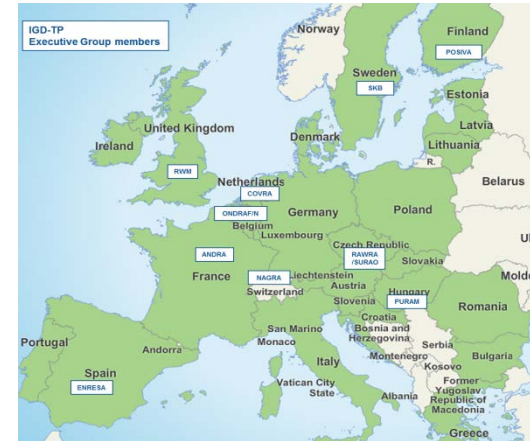 IGD-TP
Executive Group members
Norway
Finland
POSIVA
Sweden
SKB
Estonia
Latvia
Lithuania
R.
Belarus
Denmark
United Kingdom
Ireland
RWM
Netherlands
COVRA
ONDRAF/N
Belgium
Luxembourg
Germany
Poland
Czech Republic
RAWRA
/SURAO
Slovakia
ANDRA
France
NAGRA
Liechtenstein
Switzerland
Austria
Hungary
PURAM
Slovenia
Croatia
Bosnia and
Herzegovina
Romania
Moldo
San Marino
Monaco
Andorra
Italy
Serbia
Montenegro
Kosovo
Bulgaria
Portugal
Spain
ENRESA
Vatican City
State
Albania
Former
Yugoslav
Republic of
Macedonia
Greece